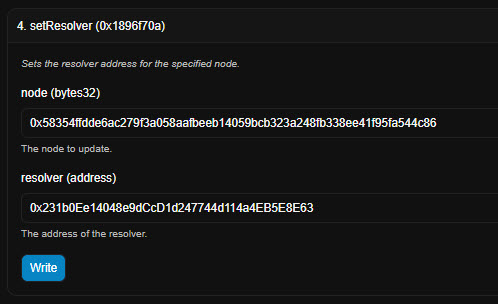 4. setResolver (0x1896f70a)
Sets the resolver address for the specified node.
node (bytes32)
0x58354ffdde6ac279f3a058aafbeeb14059bcb323a248fb338ee41f95fa544c86
The node to update.
resolver (address)
0x231b0Ee14048e9dCcD1d247744d114a4EB5E8E63
The address of the resolver.
Write